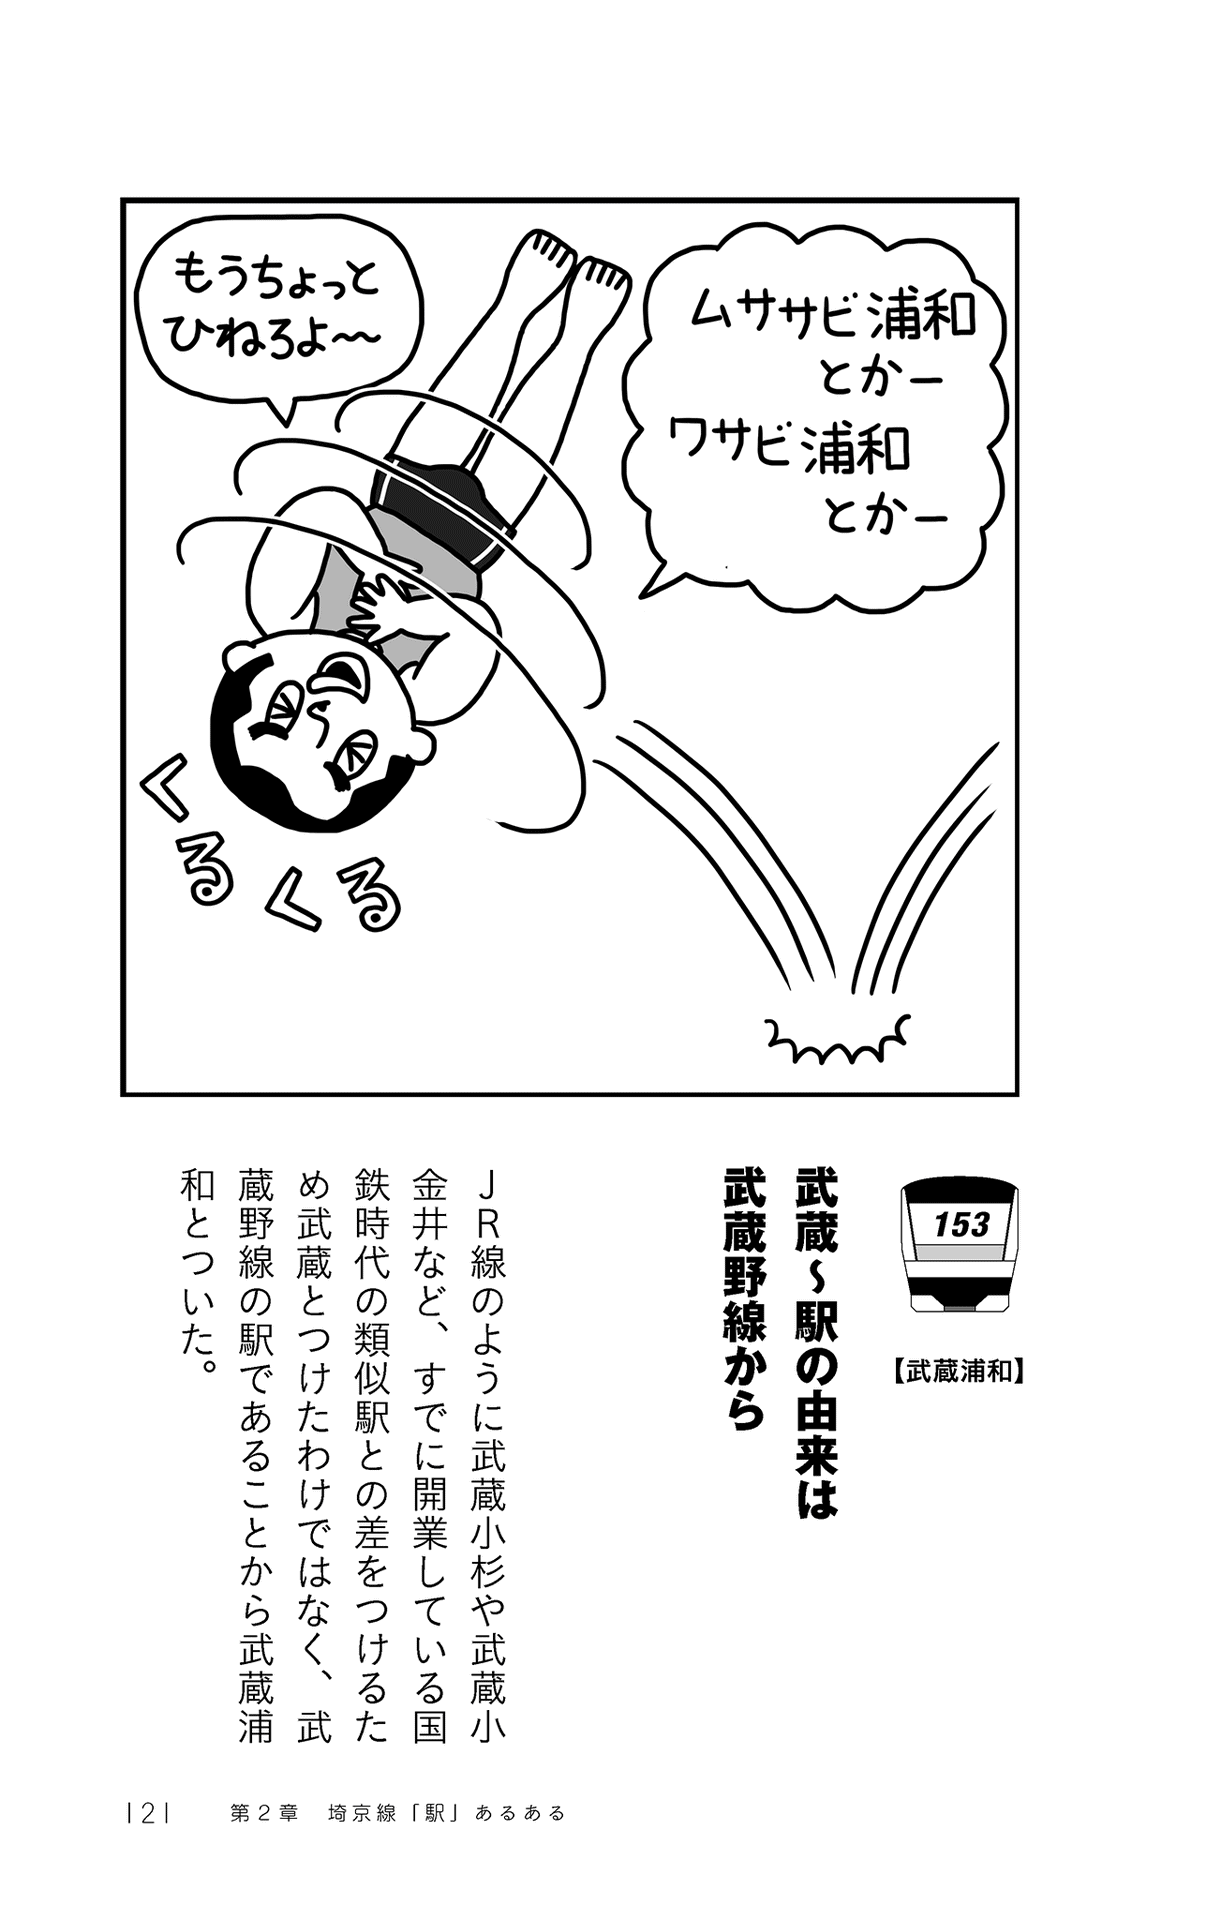 ムササビ浦和
とかー
ワサビ浦和
とかー
もうちょっと
ひねろよ〜〜
くるくる
153
【武蔵浦和】
武蔵〜駅の由来は
武蔵野線から
JR線のように武蔵小杉や武蔵小
金井など、すでに開業している国
鉄時代の類似駅との差をつけるた
め武蔵とつけたわけではなく、武
蔵野線の駅であることから武蔵浦
和とついた。
121 第2章 埼京線「駅」あるある